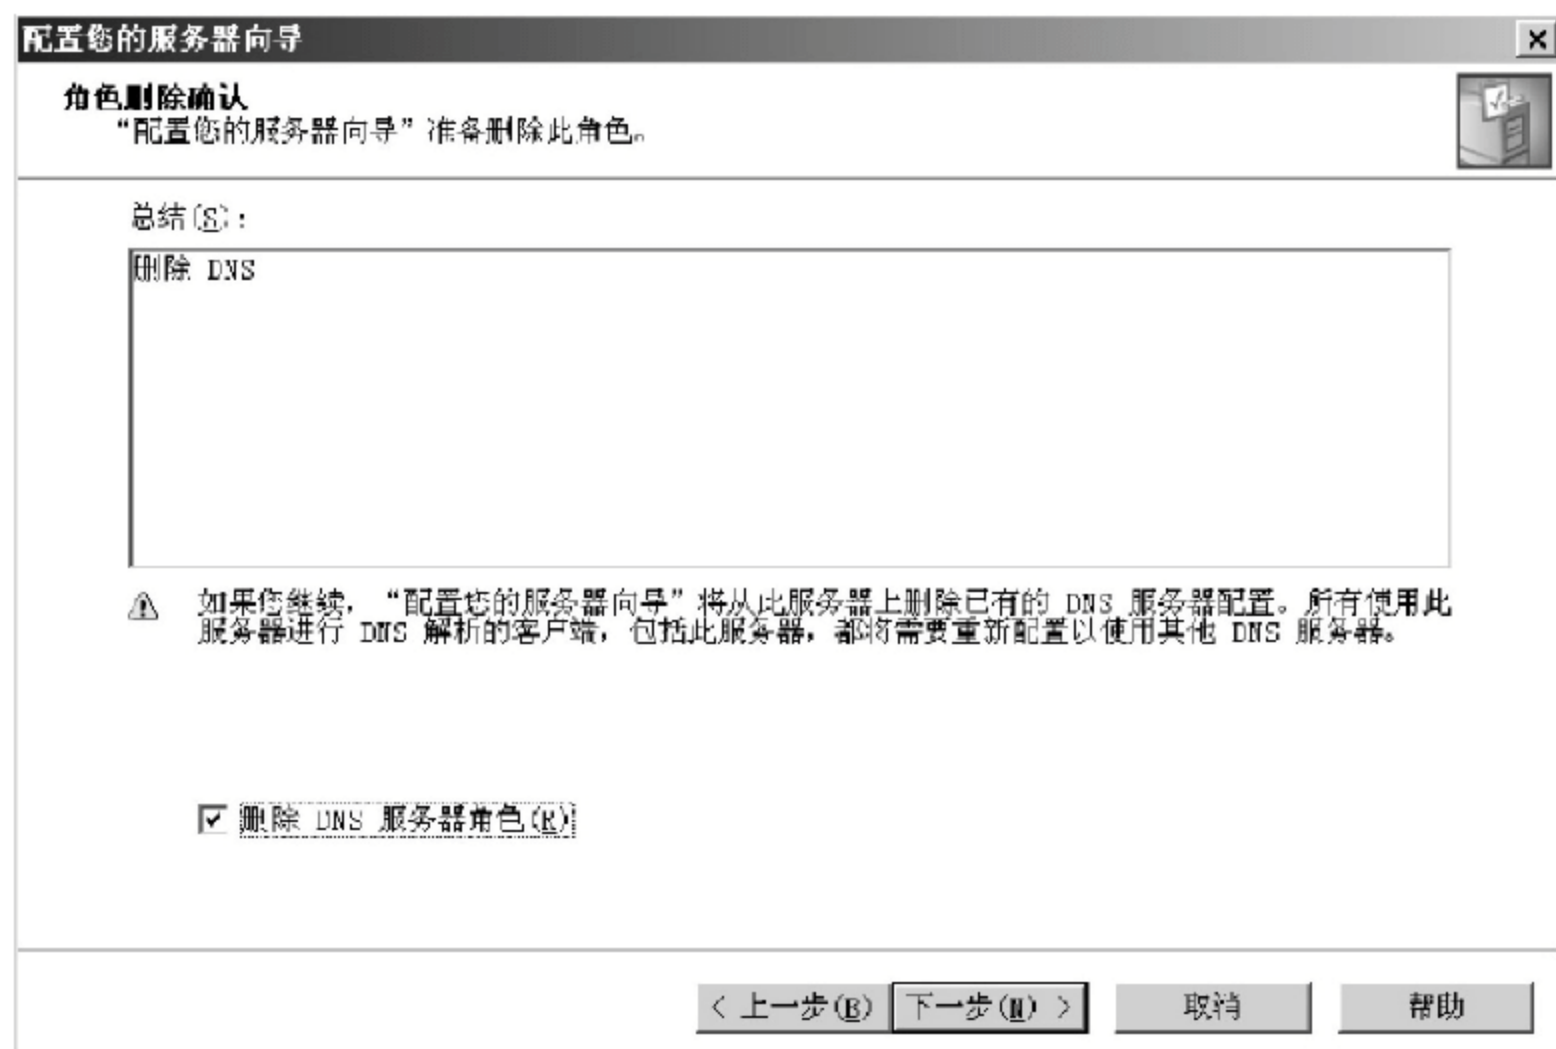 配置您的服务器向导
角色删除确认
“配置您的服务器向导”准备删除此角色。
总结(S):
删除 DNS
如果您继续，“配置您的服务器向导”将从此服务器上删除已有的 DNS 服务器配置。所有使用此
服务器进行 DNS 解析的客户端，包括此服务器，都将需要重新配置以使用其他 DNS 服务器。
删除 DNS 服务器角色(R)
< 上一步(B) 下一步(N) > 取消 帮助